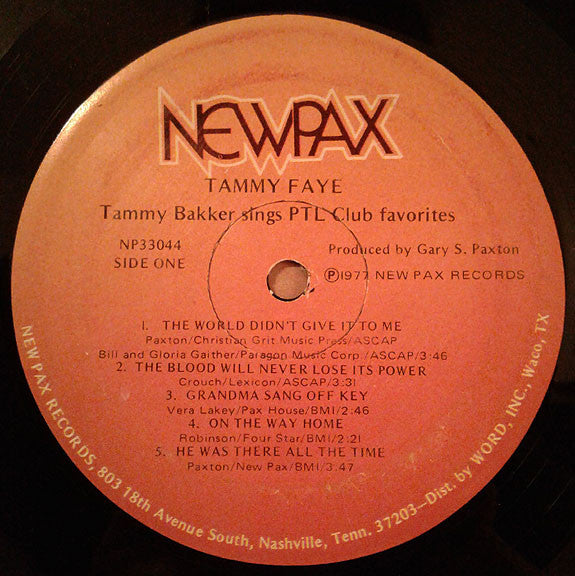 NEWPAX
TAMMY FAYE
Tammy Bakker sings PTL Club favorites
NP33044
SIDE ONE
Produced by Gary S. Paxton
Ⓟ1977 NEW PAX RECORDS
1. THE WORLD DIDN'T GIVE IT TO ME
Paxton/Christian Grit Music Press/ASCAP
Bill and Gloria Gaither/Paragon Music Corp./ASCAP/3:46
2. THE BLOOD WILL NEVER LOSE ITS POWER
Crouch/Lexicon/ASCAP/3:31
3. GRANDMA SANG OFF KEY
Vera Lakey/Pax House/BMI/2:46
4. ON THE WAY HOME
Robinson/Four Star/BMI/2:21
5. HE WAS THERE ALL THE TIME
Paxton/New Pax/BMI/3:47
NEW PAX RECORDS, 803 18th Avenue South, Nashville, Tenn. 37203—Dist. by WORD, INC., Waco, TX